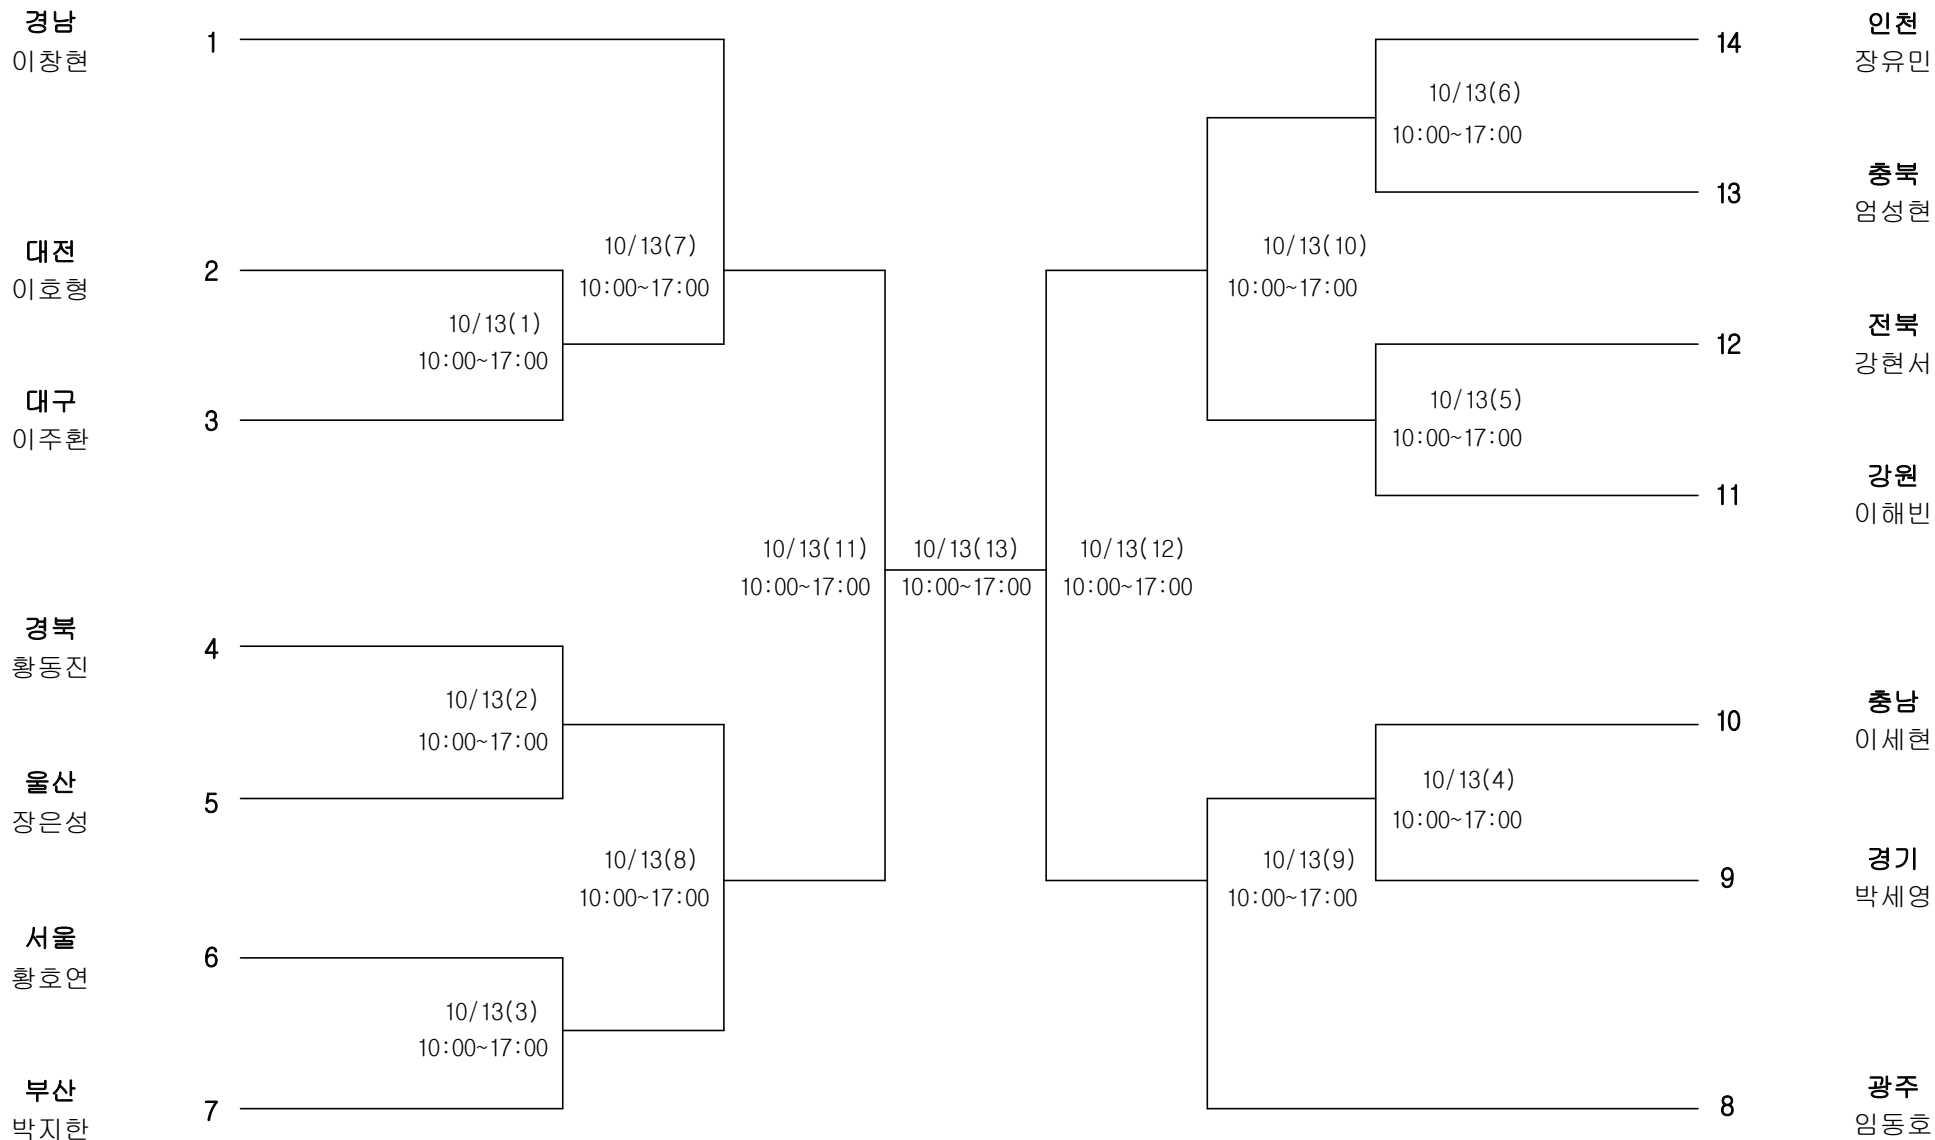 경남
이창현
1
대전
이호형
2
대구
이주환
3
경북
황동진
4
울산
장은성
5
서울
황호연
6
부산
박지한
7
10/13(1)
10:00~17:00
10/13(2)
10:00~17:00
10/13(3)
10:00~17:00
10/13(7)
10:00~17:00
10/13(8)
10:00~17:00
10/13(11)
10:00~17:00
10/13(13)
10:00~17:00
10/13(12)
10:00~17:00
10/13(10)
10:00~17:00
10/13(9)
10:00~17:00
10/13(6)
10:00~17:00
10/13(5)
10:00~17:00
10/13(4)
10:00~17:00
14
인천
장유민
13
충북
엄성현
12
전북
강현서
11
강원
이해빈
10
충남
이세현
9
경기
박세영
8
광주
임동호